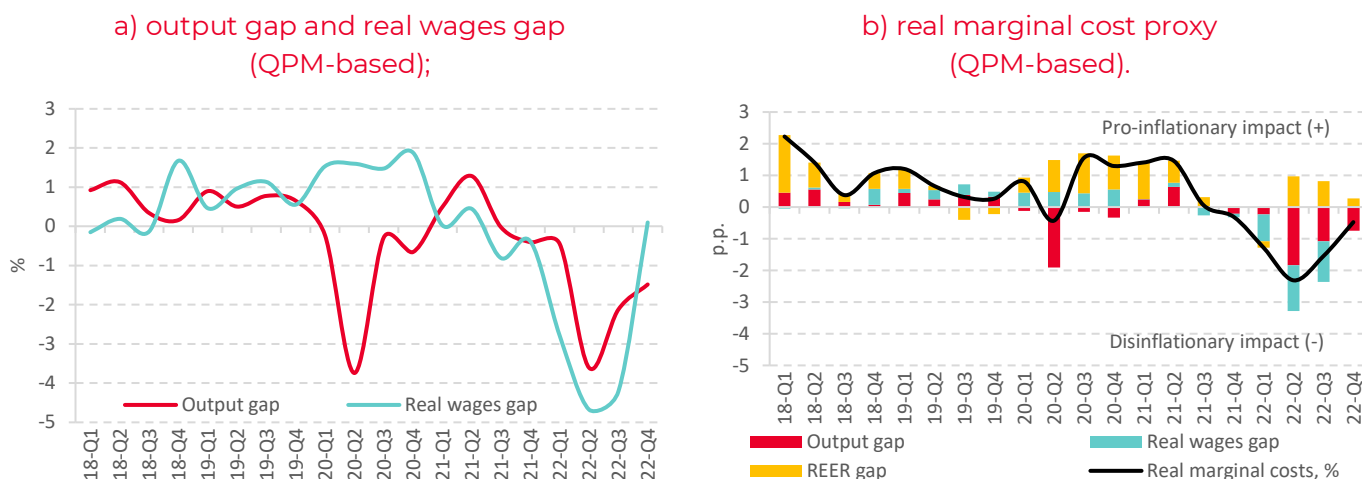 a) output gap and real wages gap
(QPM-based);
3
2
1
0
-1
-2
-3
-4
-5
%
Output gap
Real wages gap
18-Q1
18-Q2
18-Q3
18-Q4
19-Q1
19-Q2
19-Q3
19-Q4
20-Q1
20-Q2
20-Q3
20-Q4
21-Q1
21-Q2
21-Q3
21-Q4
22-Q1
22-Q2
22-Q3
22-Q4
b) real marginal cost proxy
(QPM-based).
3
2
1
0
-1
-2
-3
-4
-5
p.p.
Pro-inflationary impact (+)
Disinflationary impact (-)
18-Q1
18-Q2
18-Q3
18-Q4
19-Q1
19-Q2
19-Q3
19-Q4
20-Q1
20-Q2
20-Q3
20-Q4
21-Q1
21-Q2
21-Q3
21-Q4
22-Q1
22-Q2
22-Q3
22-Q4
Output gap
Real wages gap
REER gap
Real marginal costs, %